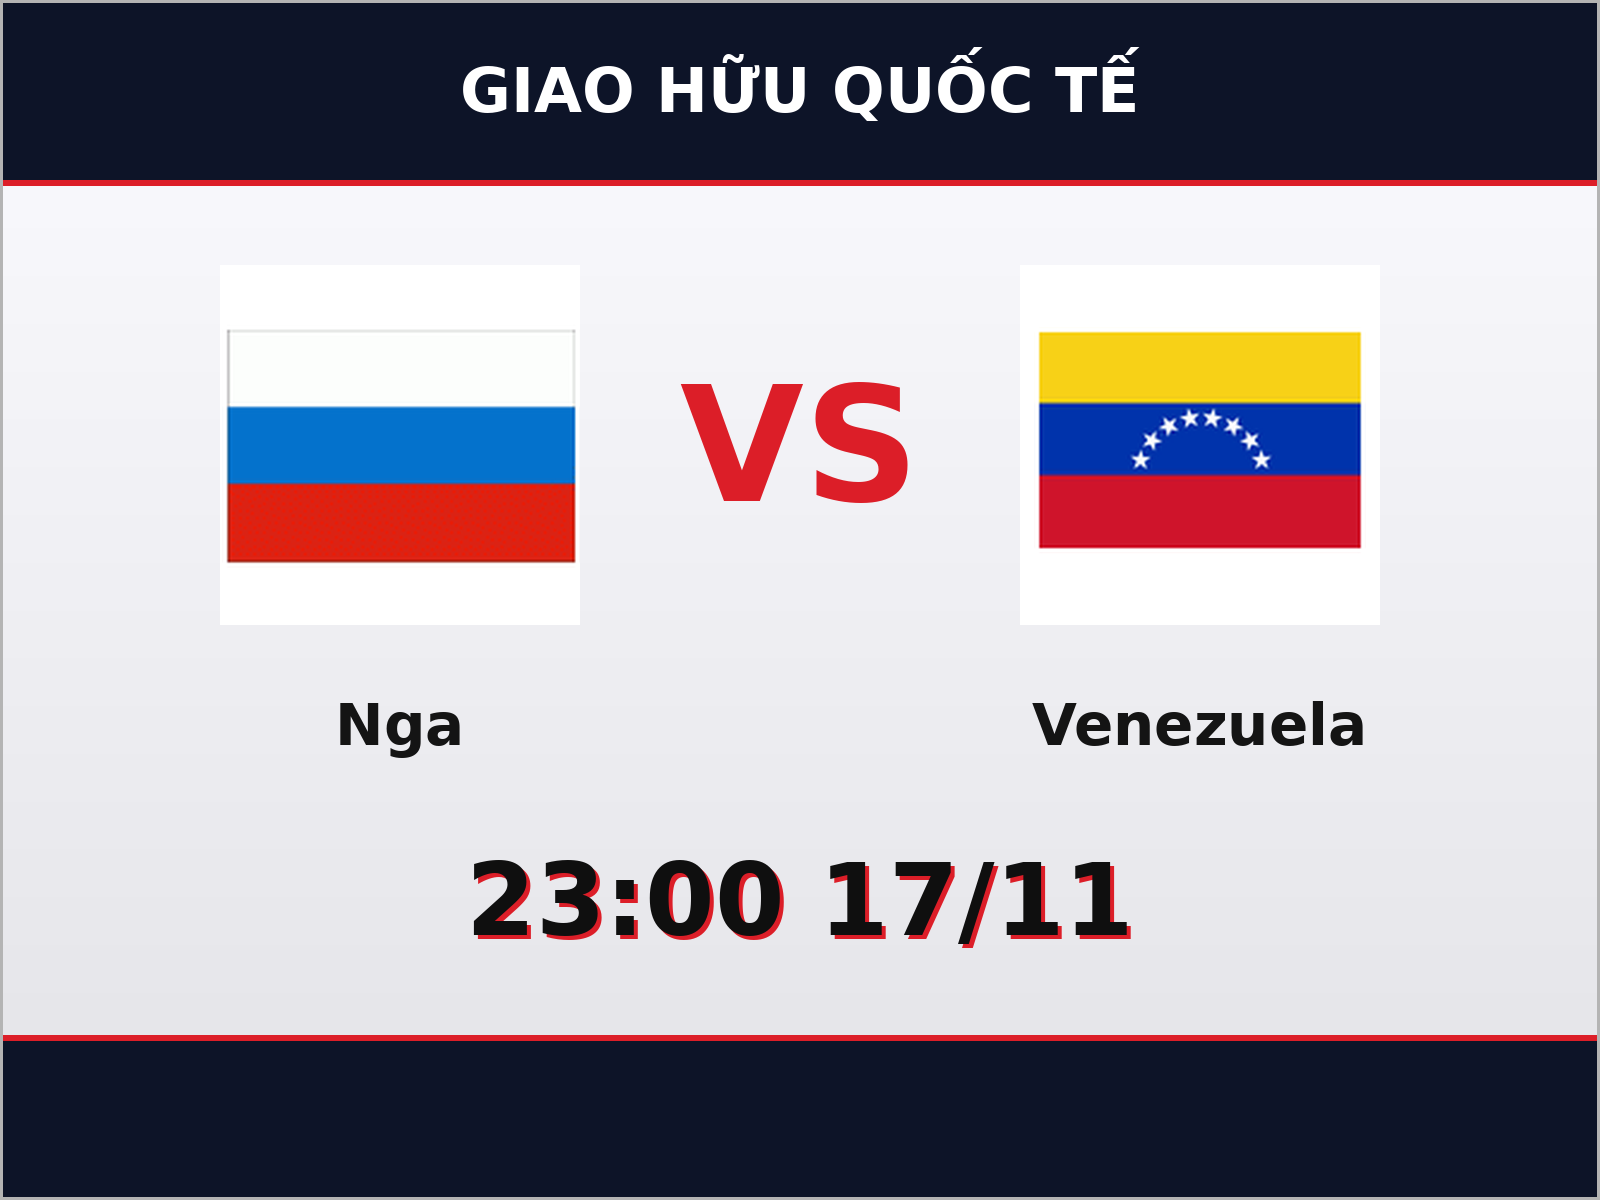 GIAO HỮU QUỐC TẾ
VS
Nga
Venezuela
23:00 17/11